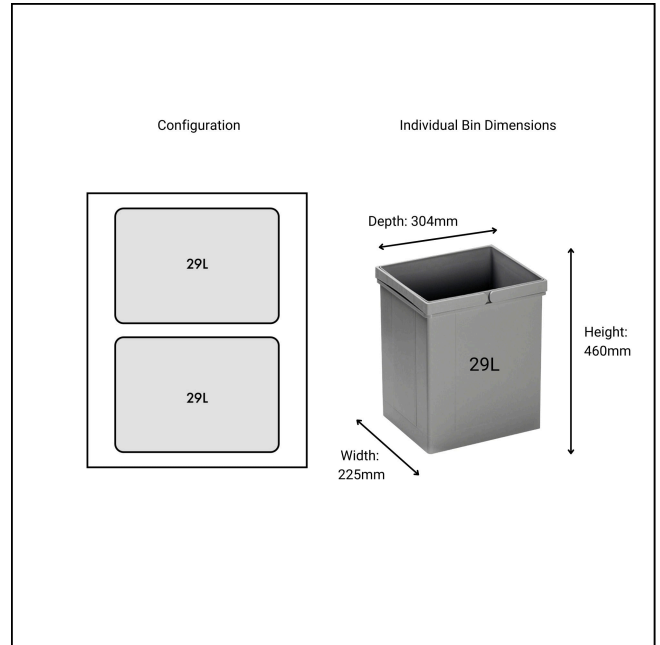 Configuration
Individual Bin Dimensions
29L
29L
Depth: 304mm
29L
Height:
460mm
Width:
225mm